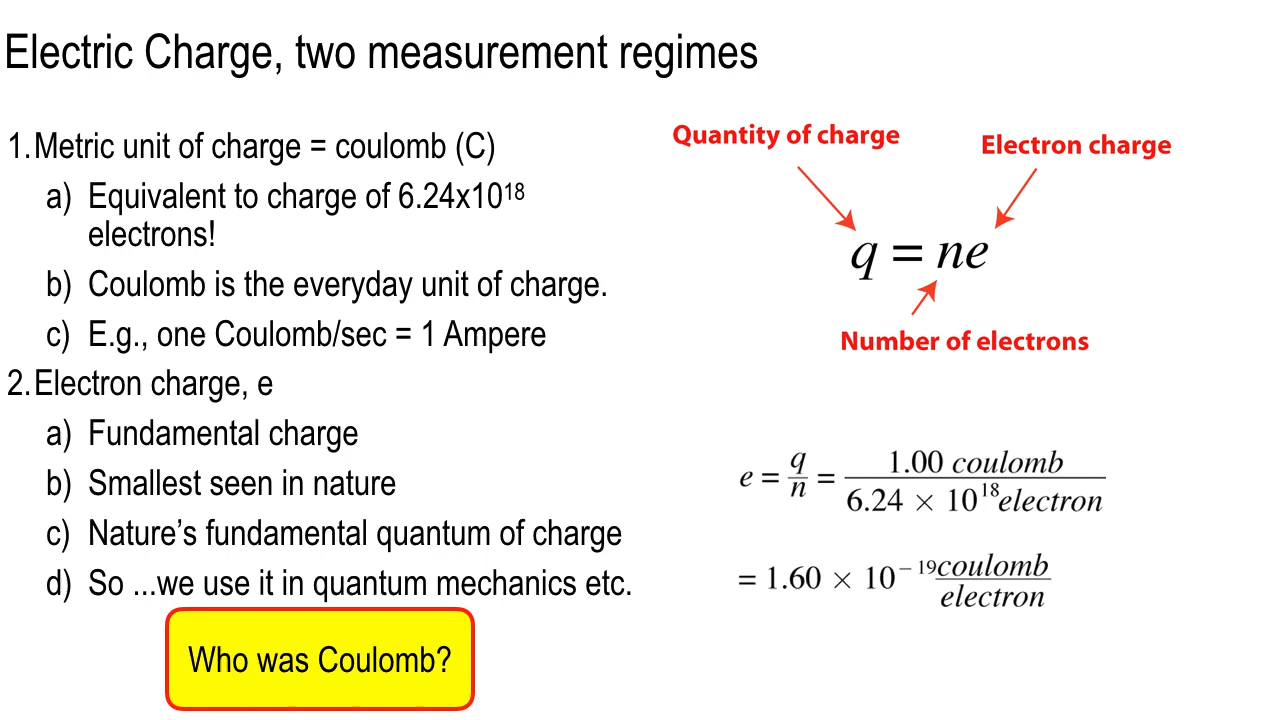 Electric Charge, two measurement regimes
1. Metric unit of charge = coulomb (C)
a) Equivalent to charge of 6.24x10¹⁸
electrons!
b) Coulomb is the everyday unit of charge.
c) E.g., one Coulomb/sec = 1 Ampere
2. Electron charge, e
a) Fundamental charge
b) Smallest seen in nature
c) Nature’s fundamental quantum of charge
d) So ...we use it in quantum mechanics etc.
Who was Coulomb?
Quantity of charge
Electron charge
q = ne
Number of electrons
e = q/n = 1.00 coulomb / 6.24 × 10¹⁸ electron
= 1.60 × 10⁻¹⁹ coulomb / electron